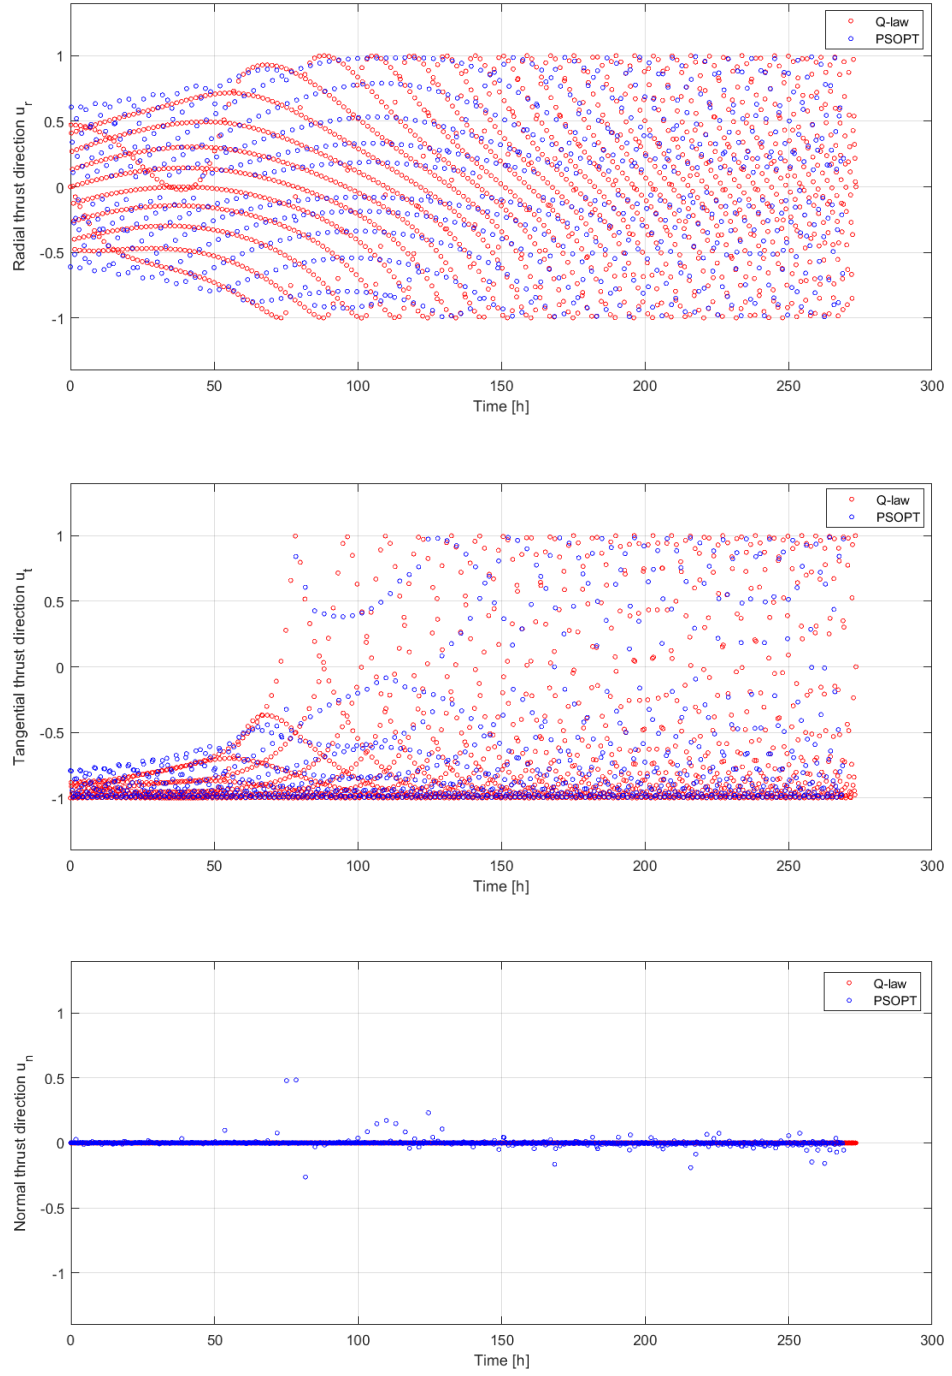 Q-law
PSOPT
1
0.5
0
-0.5
-1
Radial thrust direction u_r
0 50 100 150 200 250 300
Time [h]
Q-law
PSOPT
1
0.5
0
-0.5
-1
Tangential thrust direction u_t
0 50 100 150 200 250 300
Time [h]
Q-law
PSOPT
1
0.5
0
-0.5
-1
Normal thrust direction u_n
0 50 100 150 200 250 300
Time [h]